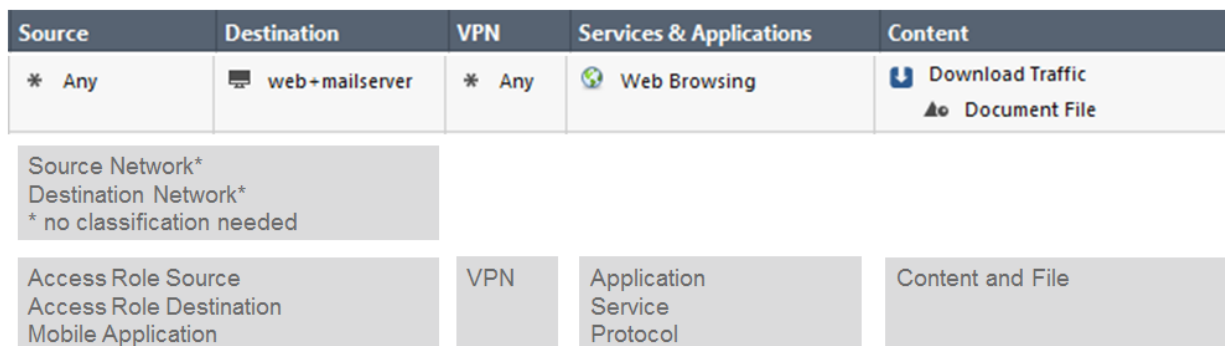 Source Destination VPN Services & Applications Content
* Any web+mailserver * Any Web Browsing Download Traffic
Document File
Source Network*
Destination Network*
* no classification needed
Access Role Source VPN Application Content and File
Access Role Destination Service
Mobile Application Protocol